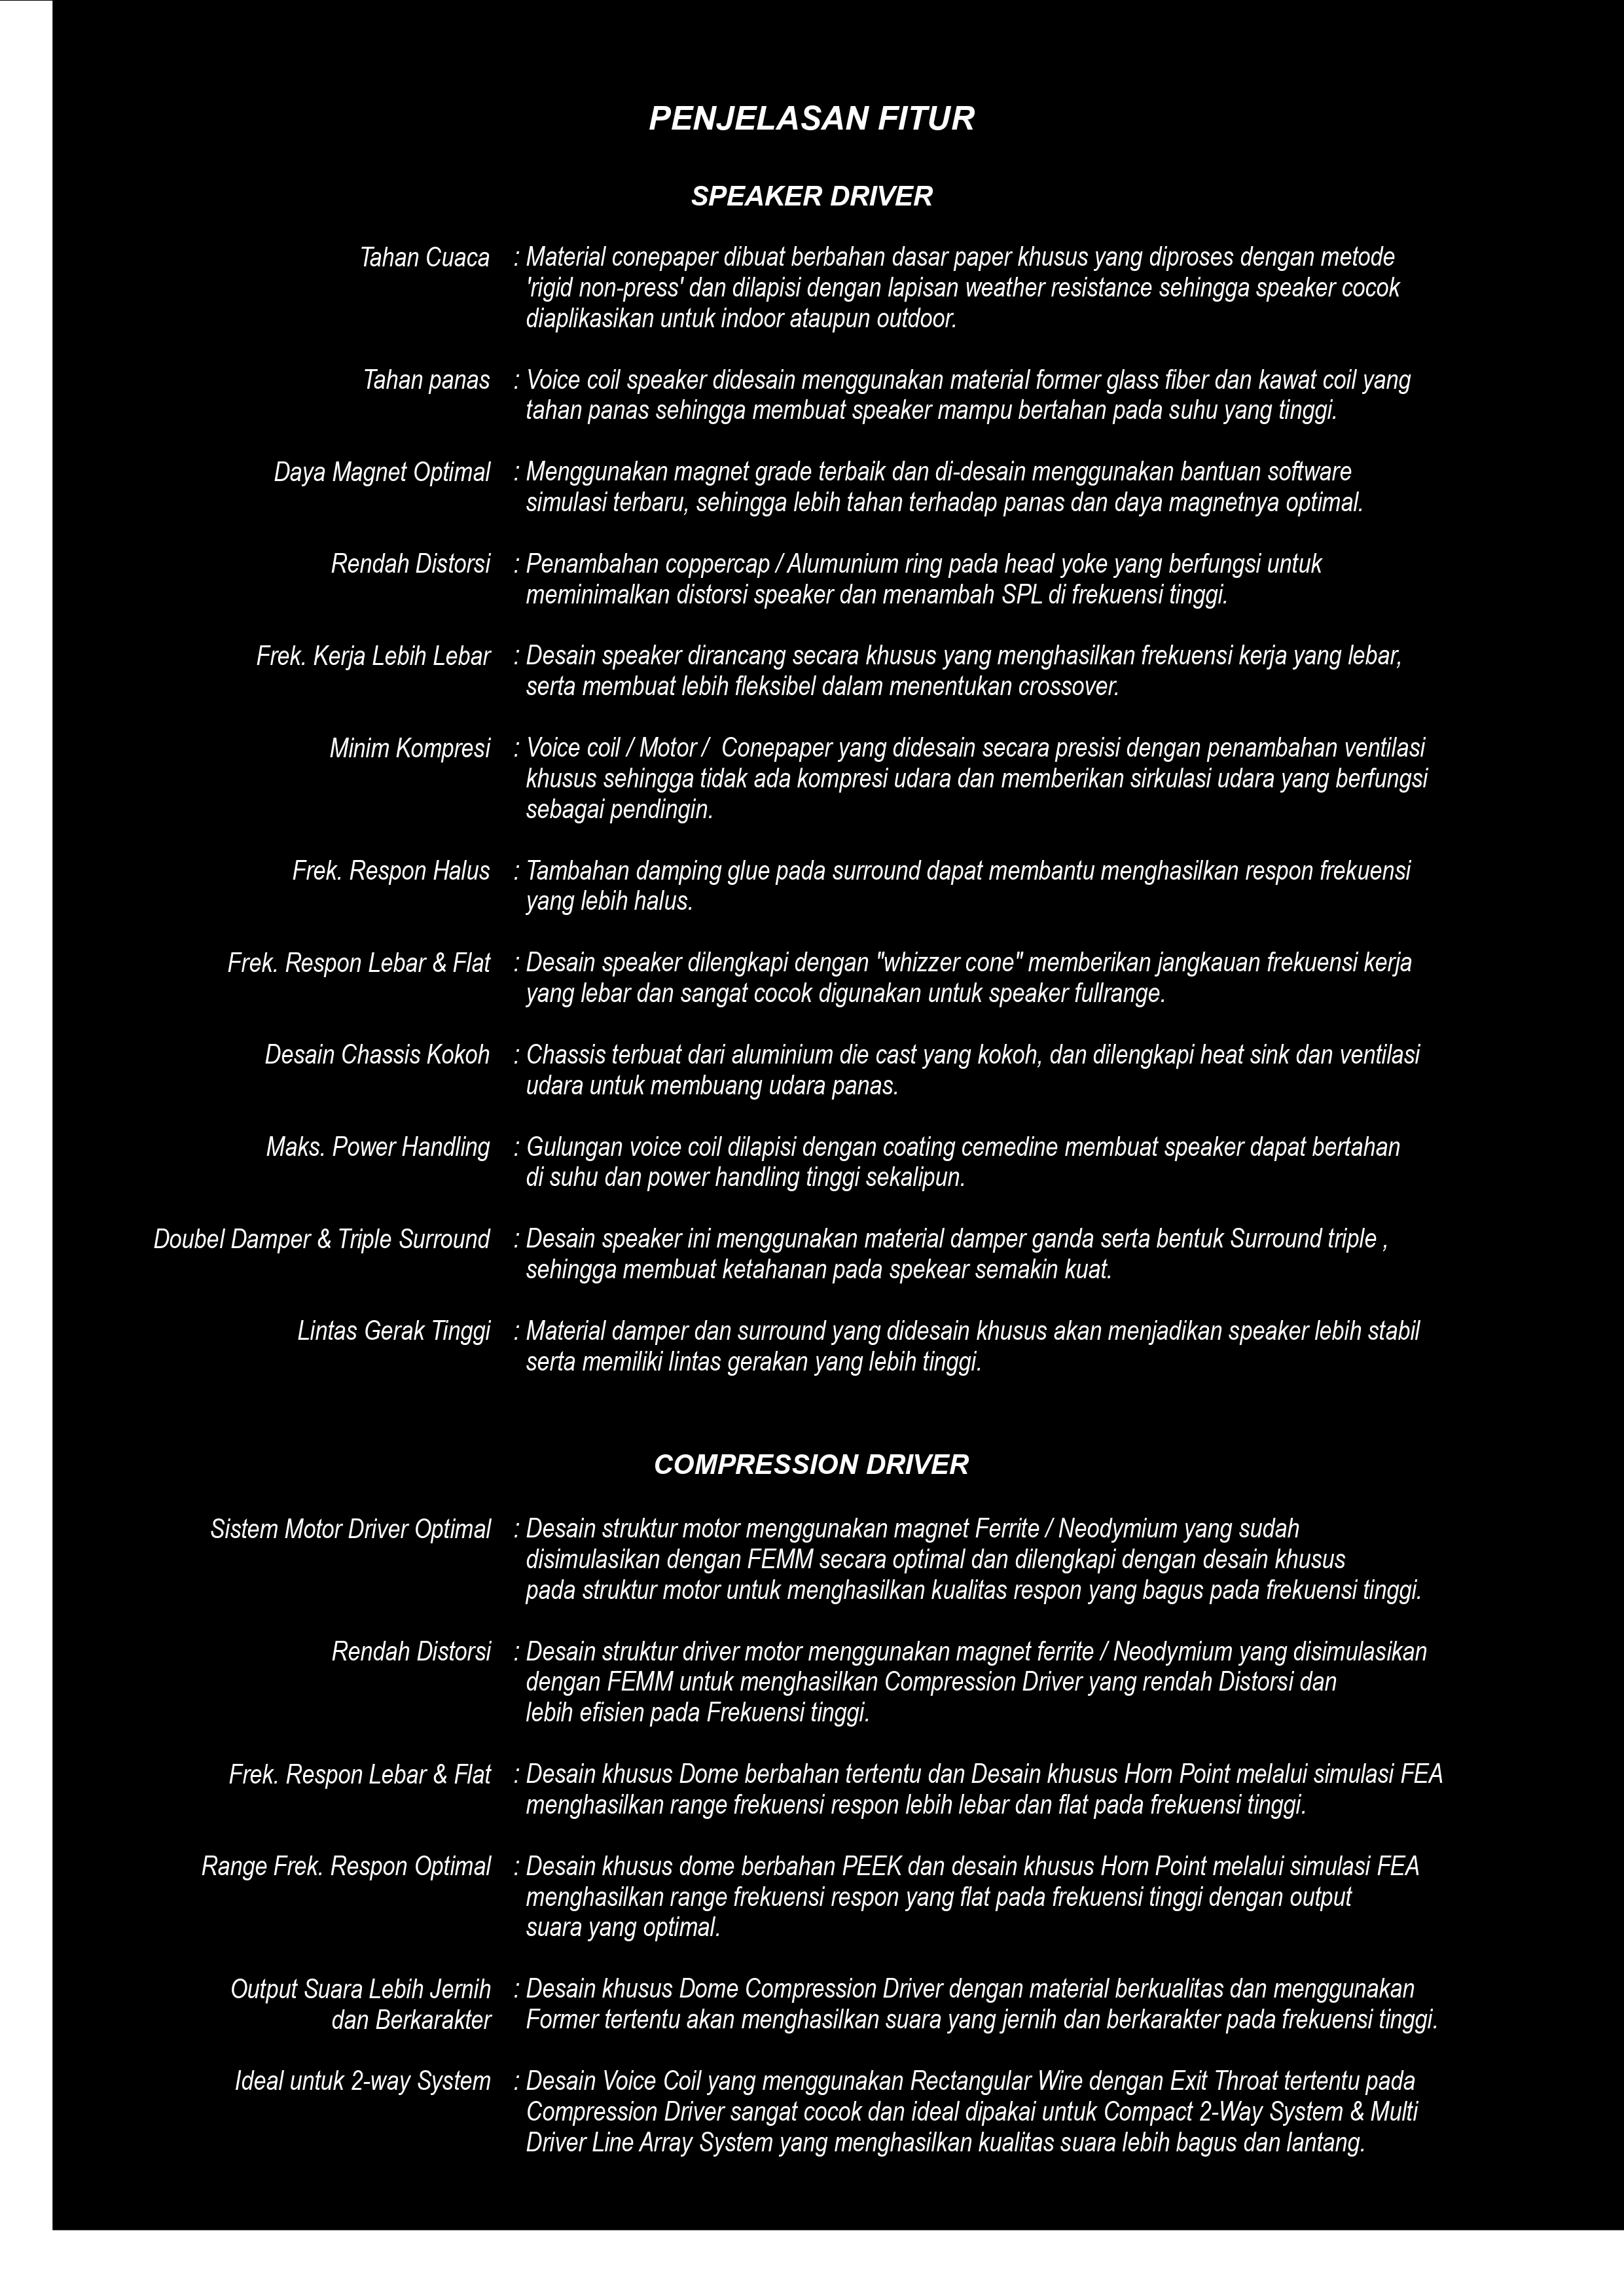 PENJELASAN FITUR
SPEAKER DRIVER
Tahan Cuaca : Material conepaper dibuat berbahan dasar paper khusus yang diproses dengan metode
'rigid non-press' dan dilapisi dengan lapisan weather resistance sehingga speaker cocok
diaplikasikan untuk indoor ataupun outdoor.
Tahan panas : Voice coil speaker didesain menggunakan material former glass fiber dan kawat coil yang
tahan panas sehingga membuat speaker mampu bertahan pada suhu yang tinggi.
Daya Magnet Optimal : Menggunakan magnet grade terbaik dan di-desain menggunakan bantuan software
simulasi terbaru, sehingga lebih tahan terhadap panas dan daya magnetnya optimal.
Rendah Distorsi : Penambahan coppercap / Alumunium ring pada head yoke yang berfungsi untuk
meminimalkan distorsi speaker dan menambah SPL di frekuensi tinggi.
Frek. Kerja Lebih Lebar : Desain speaker dirancang secara khusus yang menghasilkan frekuensi kerja yang lebar,
serta membuat lebih fleksibel dalam menentukan crossover.
Minim Kompresi : Voice coil / Motor / Conepaper yang didesain secara presisi dengan penambahan ventilasi
khusus sehingga tidak ada kompresi udara dan memberikan sirkulasi udara yang berfungsi
sebagai pendingin.
Frek. Respon Halus : Tambahan damping glue pada surround dapat membantu menghasilkan respon frekuensi
yang lebih halus.
Frek. Respon Lebar & Flat : Desain speaker dilengkapi dengan "whizzer cone" memberikan jangkauan frekuensi kerja
yang lebar dan sangat cocok digunakan untuk speaker fullrange.
Desain Chassis Kokoh : Chassis terbuat dari aluminium die cast yang kokoh, dan dilengkapi heat sink dan ventilasi
udara untuk membuang udara panas.
Maks. Power Handling : Gulungan voice coil dilapisi dengan coating cemedine membuat speaker dapat bertahan
di suhu dan power handling tinggi sekalipun.
Doubel Damper & Triple Surround : Desain speaker ini menggunakan material damper ganda serta bentuk Surround triple ,
sehingga membuat ketahanan pada spekear semakin kuat.
Lintas Gerak Tinggi : Material damper dan surround yang didesain khusus akan menjadikan speaker lebih stabil
serta memiliki lintas gerakan yang lebih tinggi.
COMPRESSION DRIVER
Sistem Motor Driver Optimal : Desain struktur motor menggunakan magnet Ferrite / Neodymium yang sudah
disimulasikan dengan FEMM secara optimal dan dilengkapi dengan desain khusus
pada struktur motor untuk menghasilkan kualitas respon yang bagus pada frekuensi tinggi.
Rendah Distorsi : Desain struktur driver motor menggunakan magnet ferrite / Neodymium yang disimulasikan
dengan FEMM untuk menghasilkan Compression Driver yang rendah Distorsi dan
lebih efisien pada Frekuensi tinggi.
Frek. Respon Lebar & Flat : Desain khusus Dome berbahan tertentu dan Desain khusus Horn Point melalui simulasi FEA
menghasilkan range frekuensi respon lebih lebar dan flat pada frekuensi tinggi.
Range Frek. Respon Optimal : Desain khusus dome berbahan PEEK dan desain khusus Horn Point melalui simulasi FEA
menghasilkan range frekuensi respon yang flat pada frekuensi tinggi dengan output
suara yang optimal.
Output Suara Lebih Jernih : Desain khusus Dome Compression Driver dengan material berkualitas dan menggunakan
dan Berkarakter Former tertentu akan menghasilkan suara yang jernih dan berkarakter pada frekuensi tinggi.
Ideal untuk 2-way System : Desain Voice Coil yang menggunakan Rectangular Wire dengan Exit Throat tertentu pada
Compression Driver sangat cocok dan ideal dipakai untuk Compact 2-Way System & Multi
Driver Line Array System yang menghasilkan kualitas suara lebih bagus dan lantang.